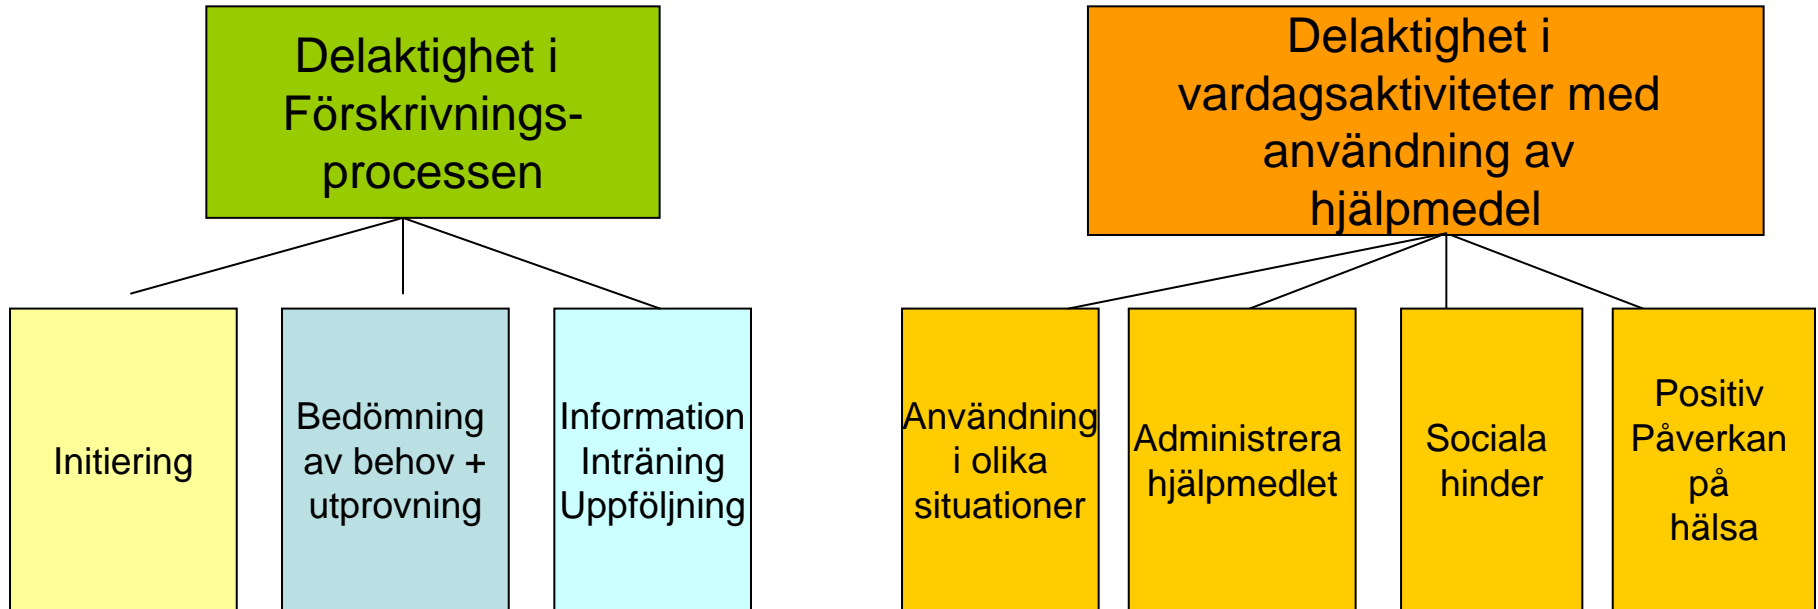 Delaktighet i
Förskrivnings-
processen
Delaktighet i
vardagsaktiviteter med
användning av
hjälpmedel
Initiering
Bedömning
av behov +
utprovning
Information
Inträning
Uppföljning
Användning
i olika
situationer
Administrera
hjälpmedlet
Sociala
hinder
Positiv
Påverkan
på
hälsa